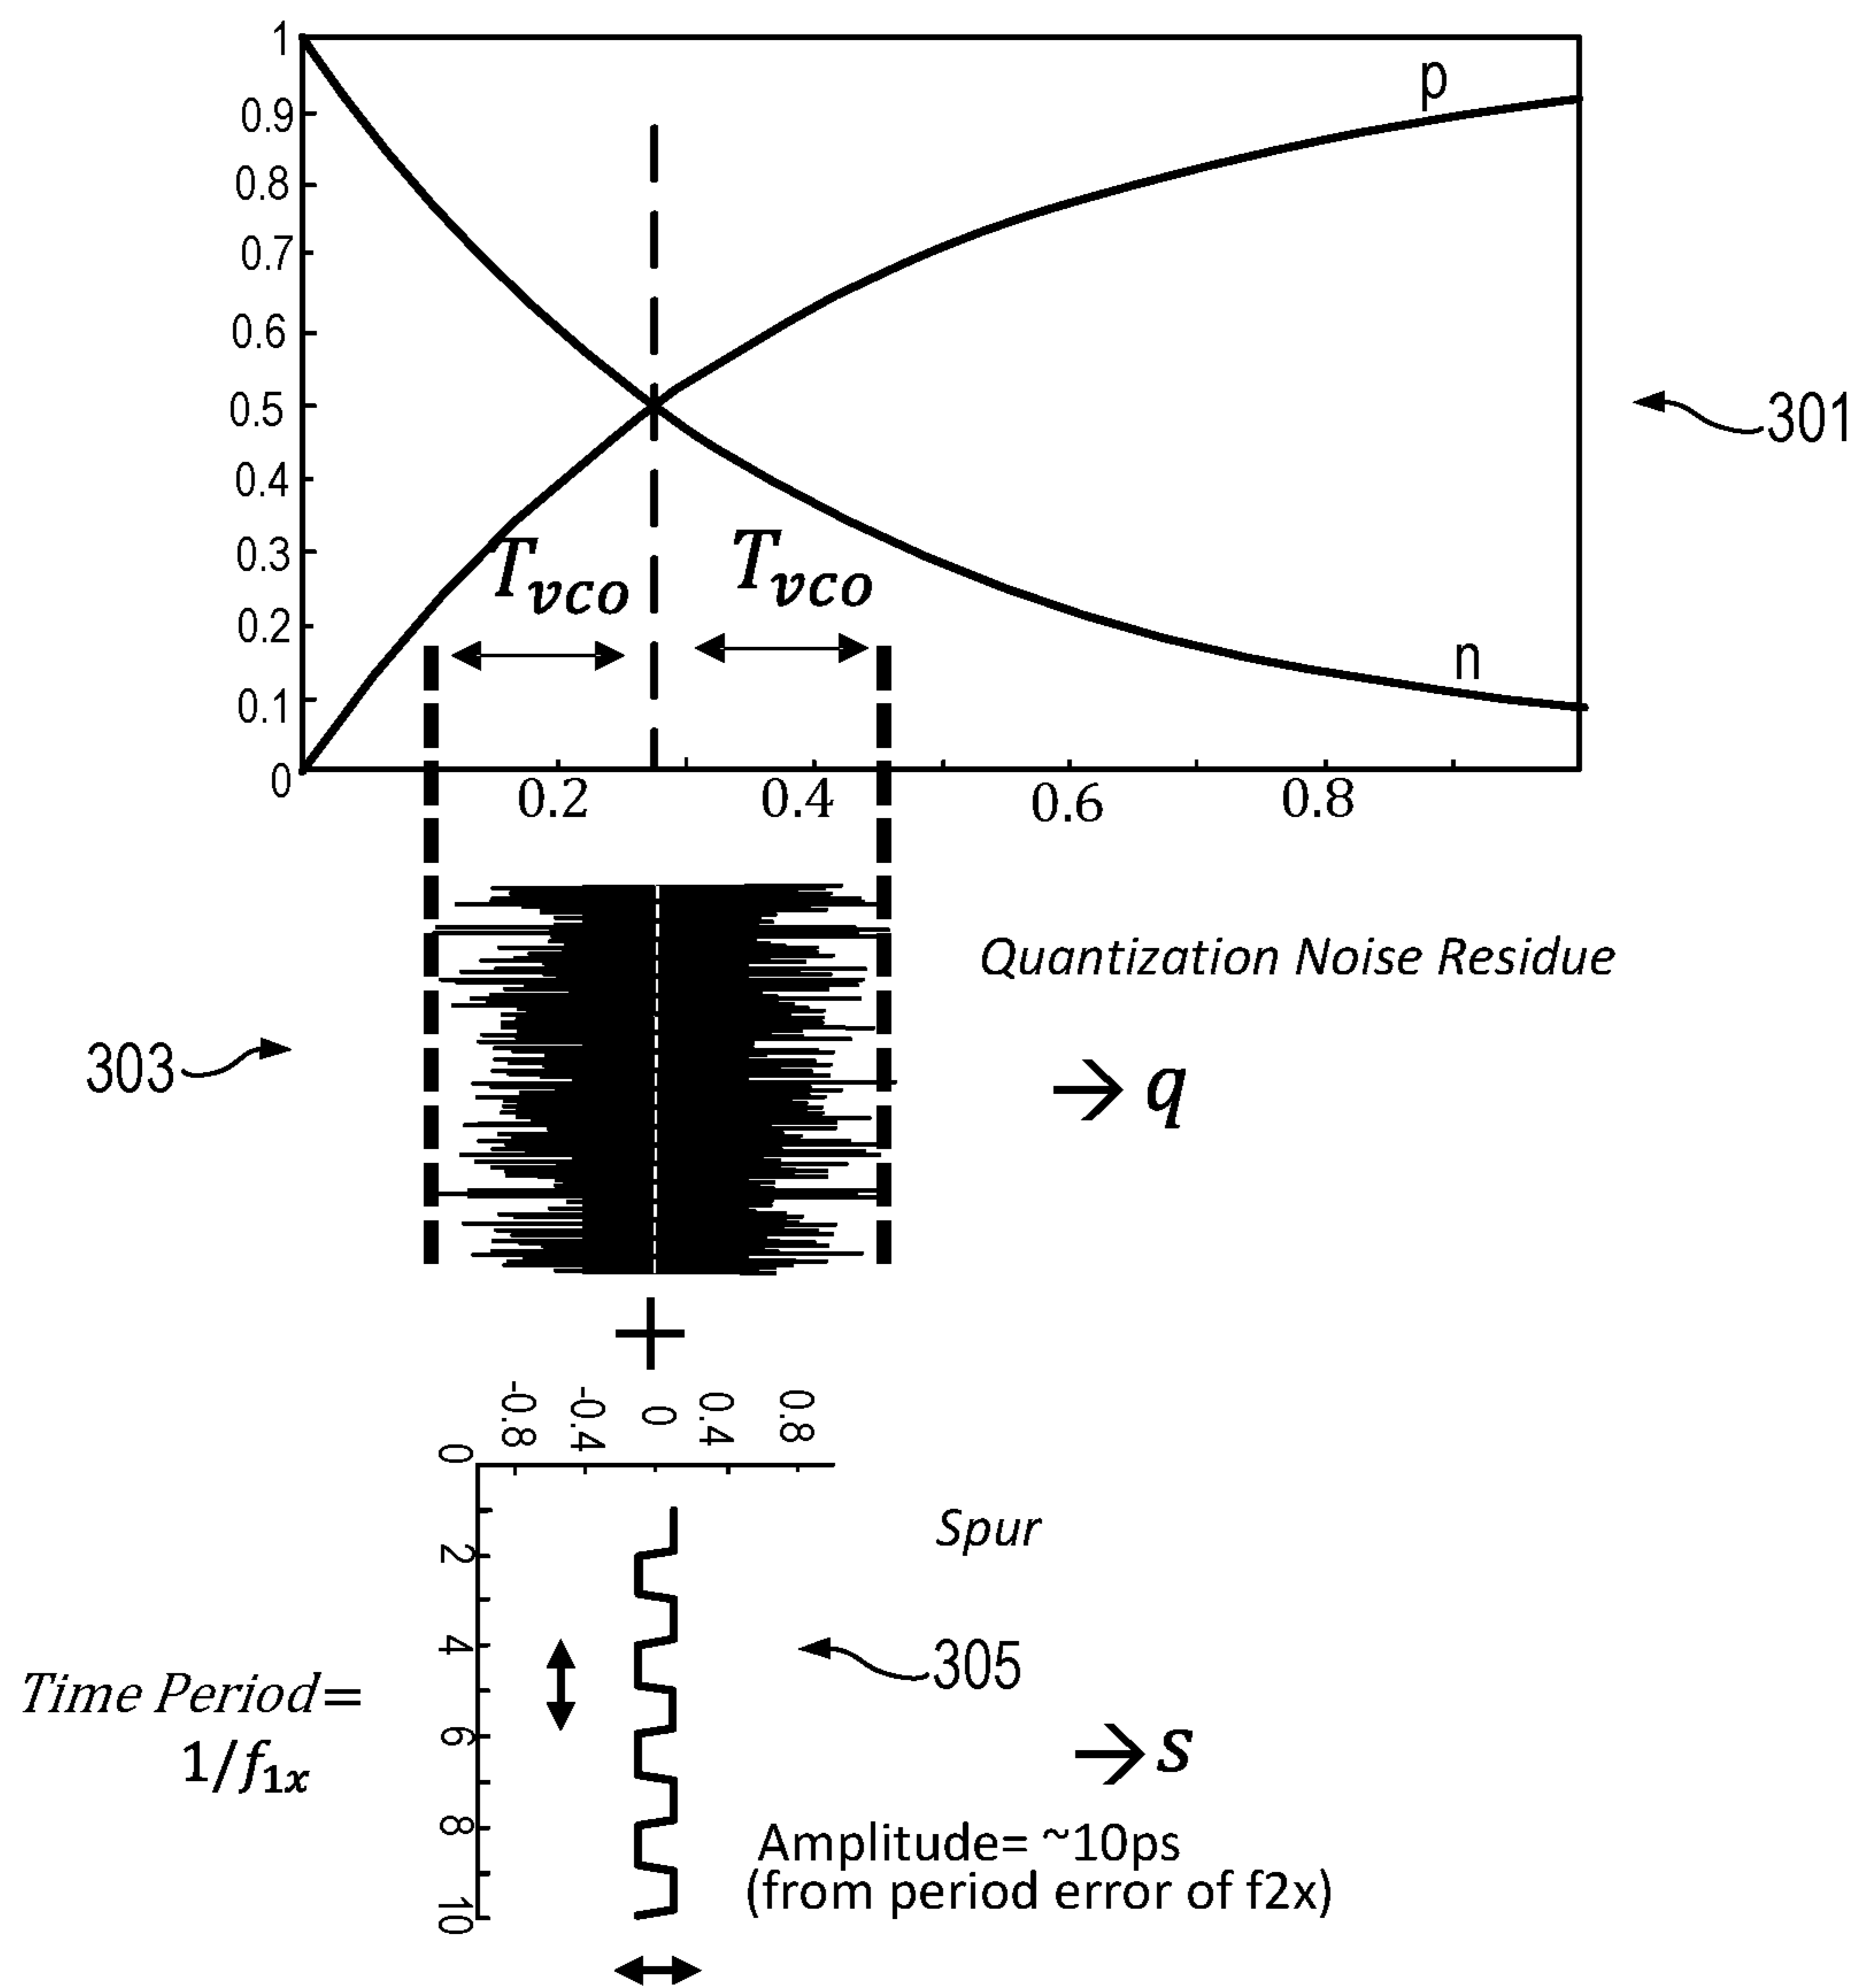 1
0.9
0.8
0.7
0.6
0.5
0.4
0.3
0.2
0.1
0
p
n
301
Tvco
Tvco
0.2
0.4
0.6
0.8
Quantization Noise Residue
303
→ q
+
-0.8
-0.4
0
0.4
0.8
0
2
4
6
8
10
Spur
305
Time Period=
1/f1x
→ s
Amplitude= ~10ps
(from period error of f2x)